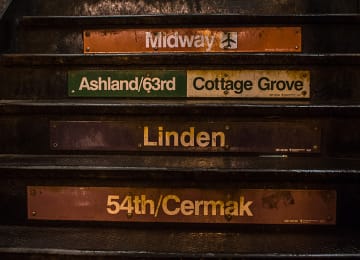 Midway
Ashland/63rd Cottage Grove
Linden
54th/Cermak